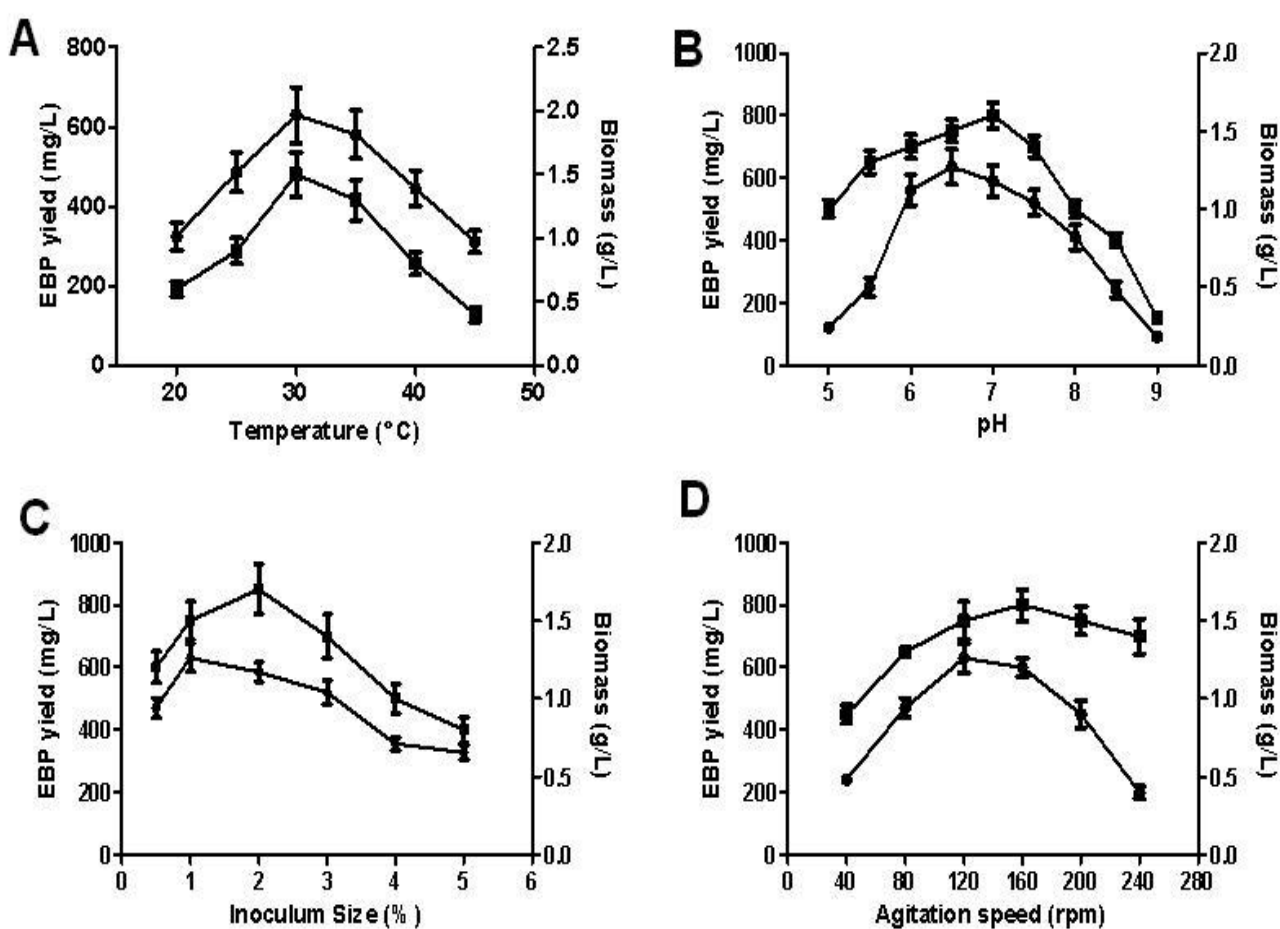 A
800
600
400
200
0
EBP yield (mg/L)
2.5
2.0
1.5
1.0
0.5
0.0
Biomass (g/L)
20 30 40 50
Temperature (°C)
B
1000
800
600
400
200
0
EBP yield (mg/L)
2.0
1.5
1.0
0.5
0.0
Biomass (g/L)
5 6 7 8 9
pH
C
1000
800
600
400
200
0
EBP yield (mg/L)
2.0
1.5
1.0
0.5
0.0
Biomass (g/L)
0 1 2 3 4 5 6
Inoculum Size (%)
D
1000
800
600
400
200
0
EBP yield (mg/L)
2.0
1.5
1.0
0.5
0.0
Biomass (g/L)
0 40 80 120 160 200 240 280
Agitation speed (rpm)